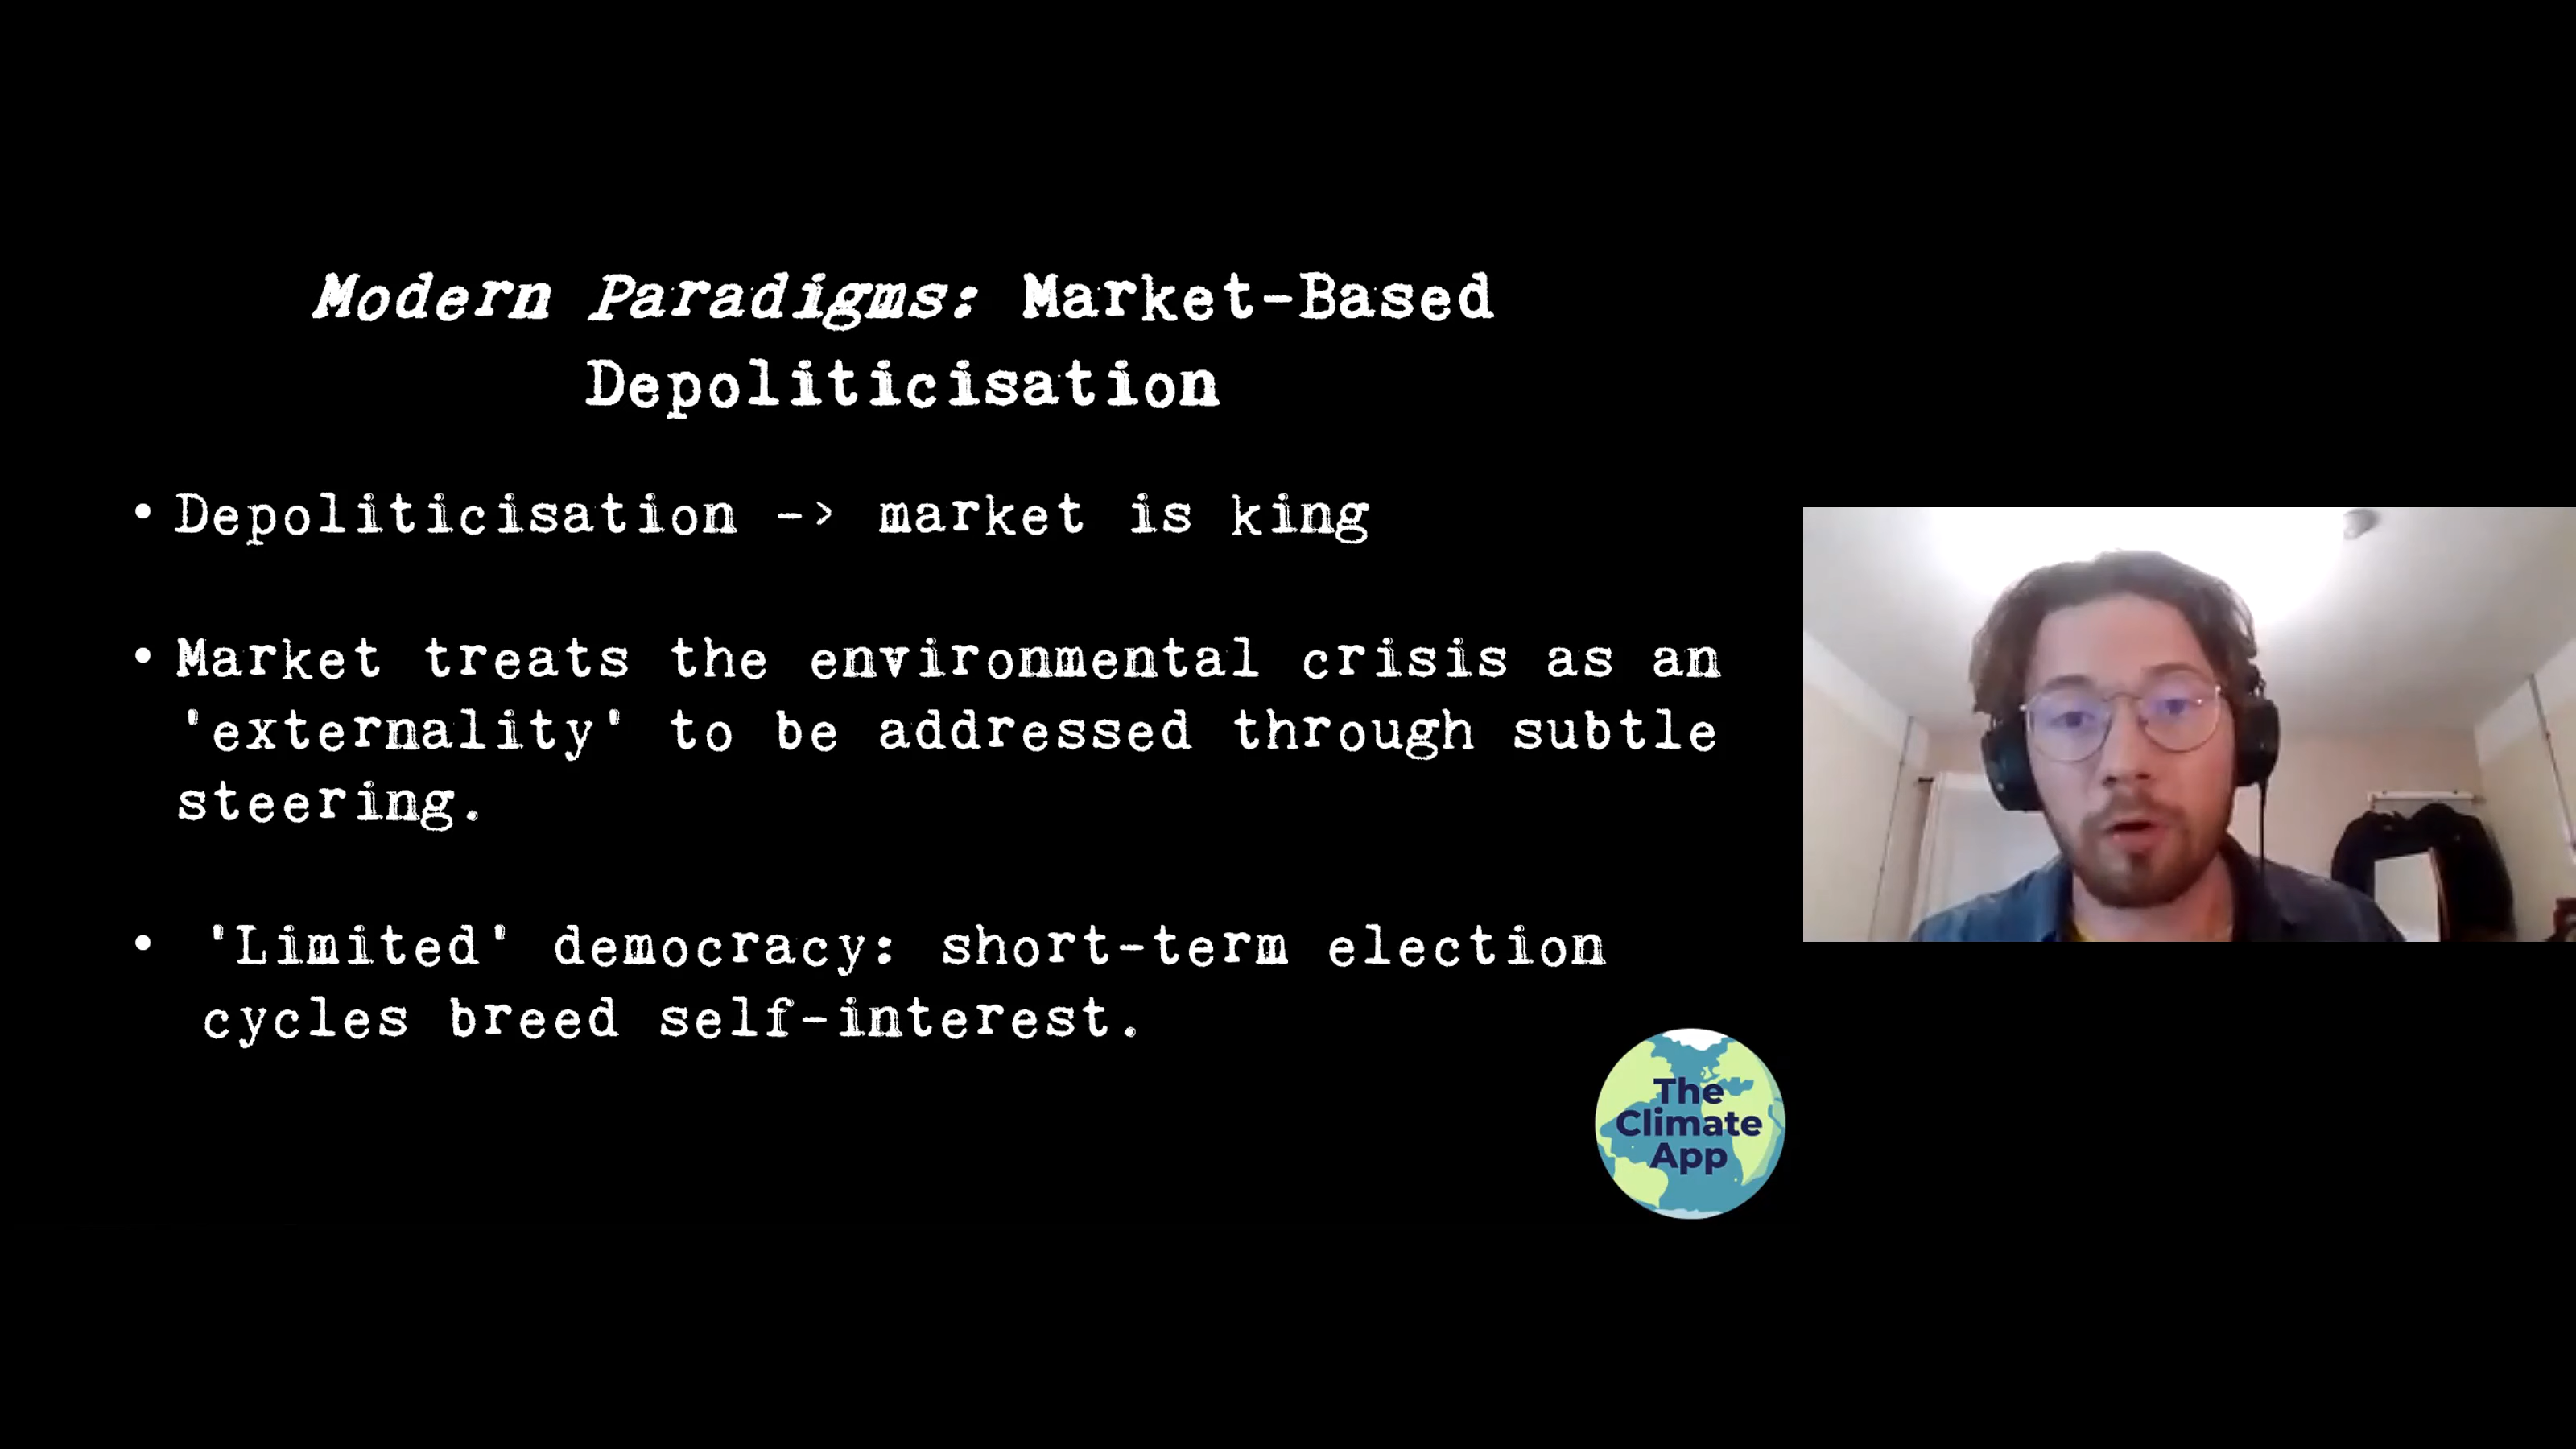 Modern Paradigms: Market-Based
Depoliticisation
• Depoliticisation -> market is king
• Market treats the environmental crisis as an
'externality' to be addressed through subtle
steering.
• 'Limited' democracy: short-term election
cycles breed self-interest.
The
Climate
App